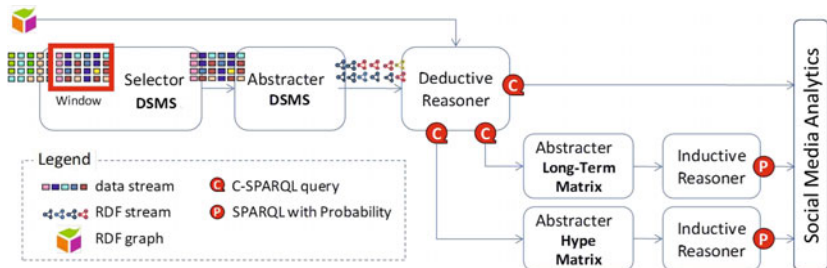 Window
Selector
DSMS
Abstracter
DSMS
Deductive
Reasoner
C
C
C
Abstracter
Long-Term
Matrix
Inductive
Reasoner
P
Abstracter
Hype
Matrix
Inductive
Reasoner
P
Social Media Analytics
Legend
data stream
C C-SPARQL query
RDF stream
P SPARQL with Probability
RDF graph